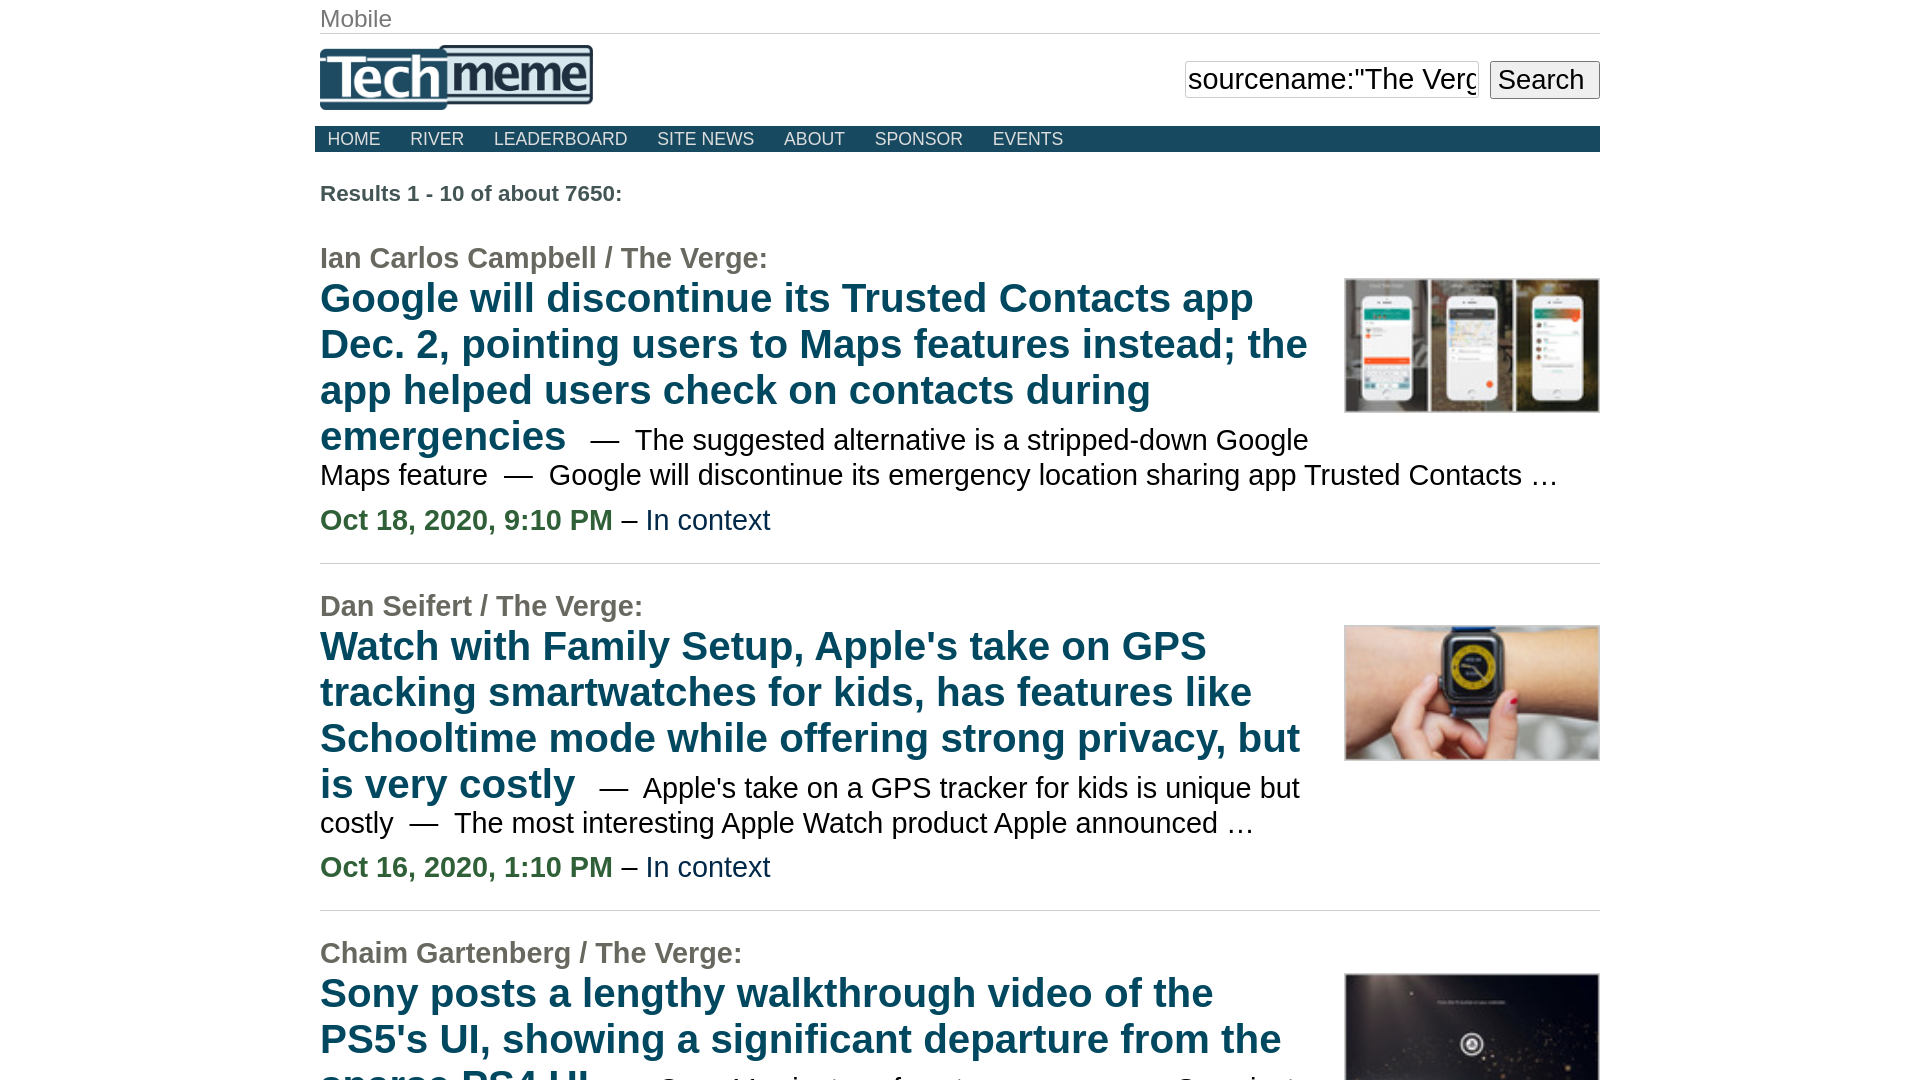 Mobile
Techmeme
sourcename:"The Verg
Search
HOME RIVER LEADERBOARD SITE NEWS ABOUT SPONSOR EVENTS
Results 1 - 10 of about 7650:
Ian Carlos Campbell / The Verge:
Google will discontinue its Trusted Contacts app
Dec. 2, pointing users to Maps features instead; the
app helped users check on contacts during
emergencies — The suggested alternative is a stripped-down Google
Maps feature — Google will discontinue its emergency location sharing app Trusted Contacts …
Oct 18, 2020, 9:10 PM – In context
Dan Seifert / The Verge:
Watch with Family Setup, Apple's take on GPS
tracking smartwatches for kids, has features like
Schooltime mode while offering strong privacy, but
is very costly — Apple's take on a GPS tracker for kids is unique but
costly — The most interesting Apple Watch product Apple announced …
Oct 16, 2020, 1:10 PM – In context
Chaim Gartenberg / The Verge:
Sony posts a lengthy walkthrough video of the
PS5's UI, showing a significant departure from the
sparse PS4 UI